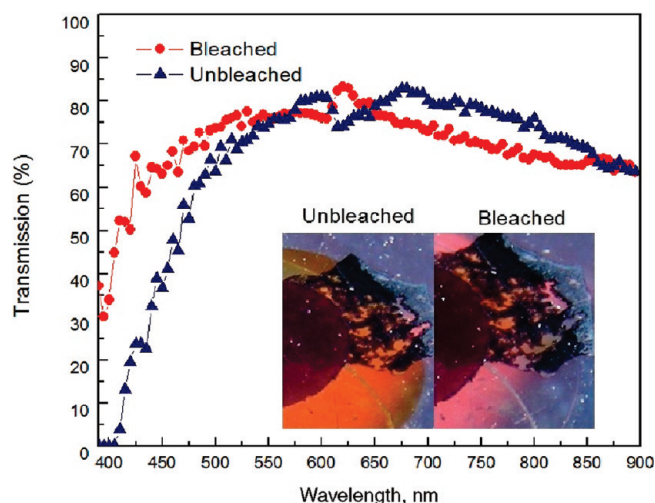 100
90
80
70
60
50
40
30
20
10
0
Transmission (%)
Bleached
Unbleached
Unbleached Bleached
400 450 500 550 600 650 700 750 800 850 900
Wavelength, nm